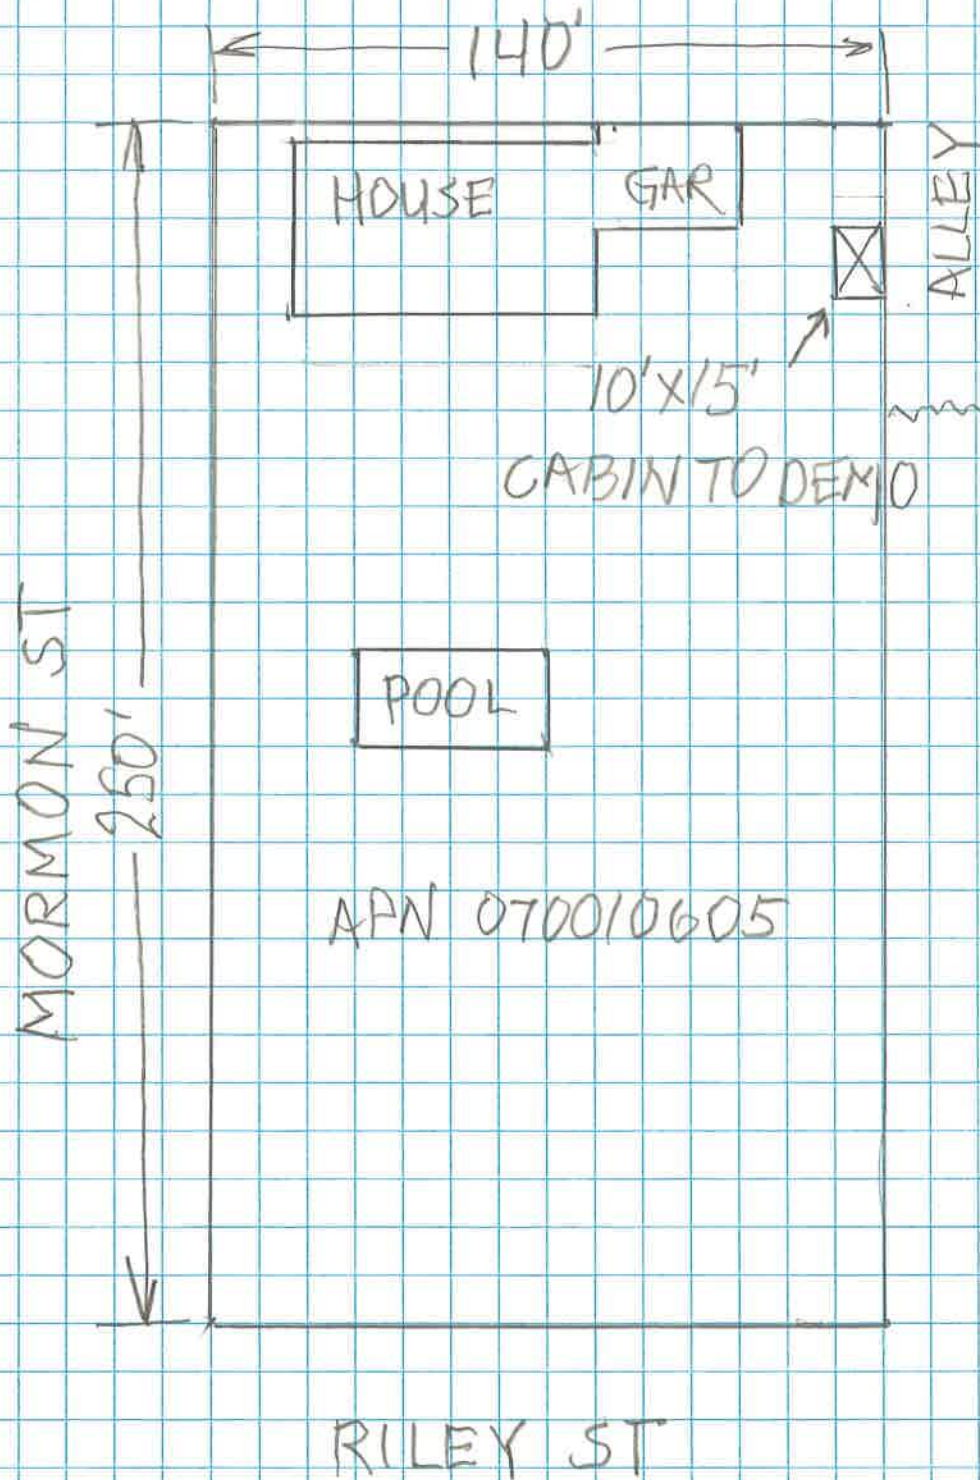 140'
HOUSE
GAR
ALLEY
10'X15'
CABIN TO DEMO
MORMON ST
250'
POOL
APN 070010605
RILEY ST